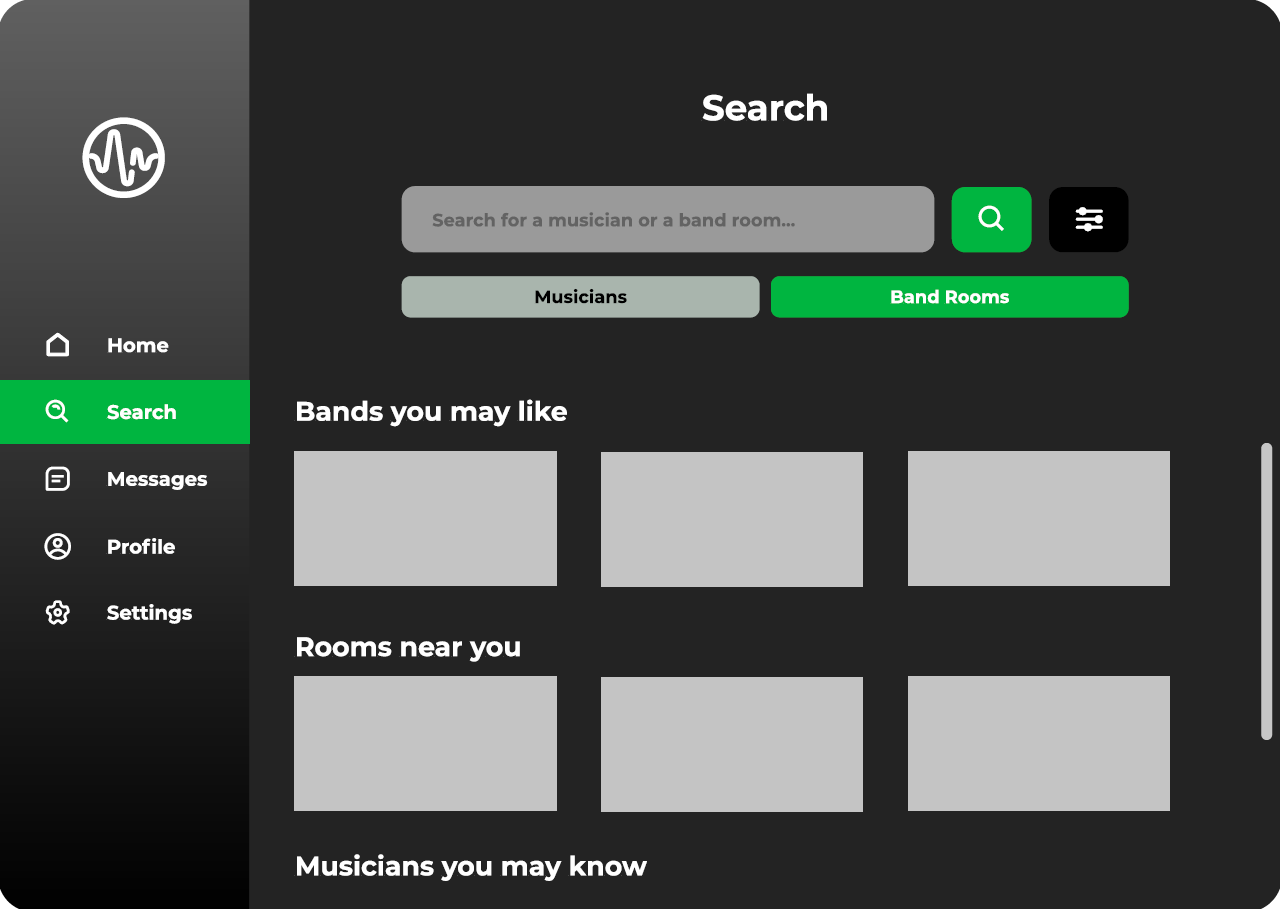 Search
Search for a musician or a band room...
Musicians
Band Rooms
Home
Search
Messages
Profile
Settings
Bands you may like
Rooms near you
Musicians you may know